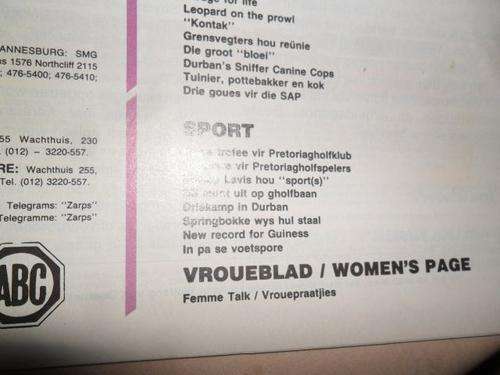 ANNESBURG: SMG
1576 Northcliff 2115
476-5400; 476-5410;
55 Wachthuis, 230
(012) – 3220-557.
RE: Wachthuis 255,
Tel. (012) 3220-557.
Telegrams: "Zarps"
Telegramme: "Zarps"
ABC
for life
Leopard on the prowl
"Kontak"
Grensvegters hou reünie
Die groot "bloei"
Durban's Sniffer Canine Cops
Tuinier, pottebakker en kok
Drie goues vir die SAP
SPORT
trofee vir Pretoriagholfklub
vir Pretoriagholfspelers
Lavis hou "sport(s)"
uit op gholfbaan
Driekamp in Durban
Springbokke wys hul staal
New record for Guiness
In pa se voetspore
VROUEBLAD / WOMEN'S PAGE
Femme Talk / Vrouepraatjies